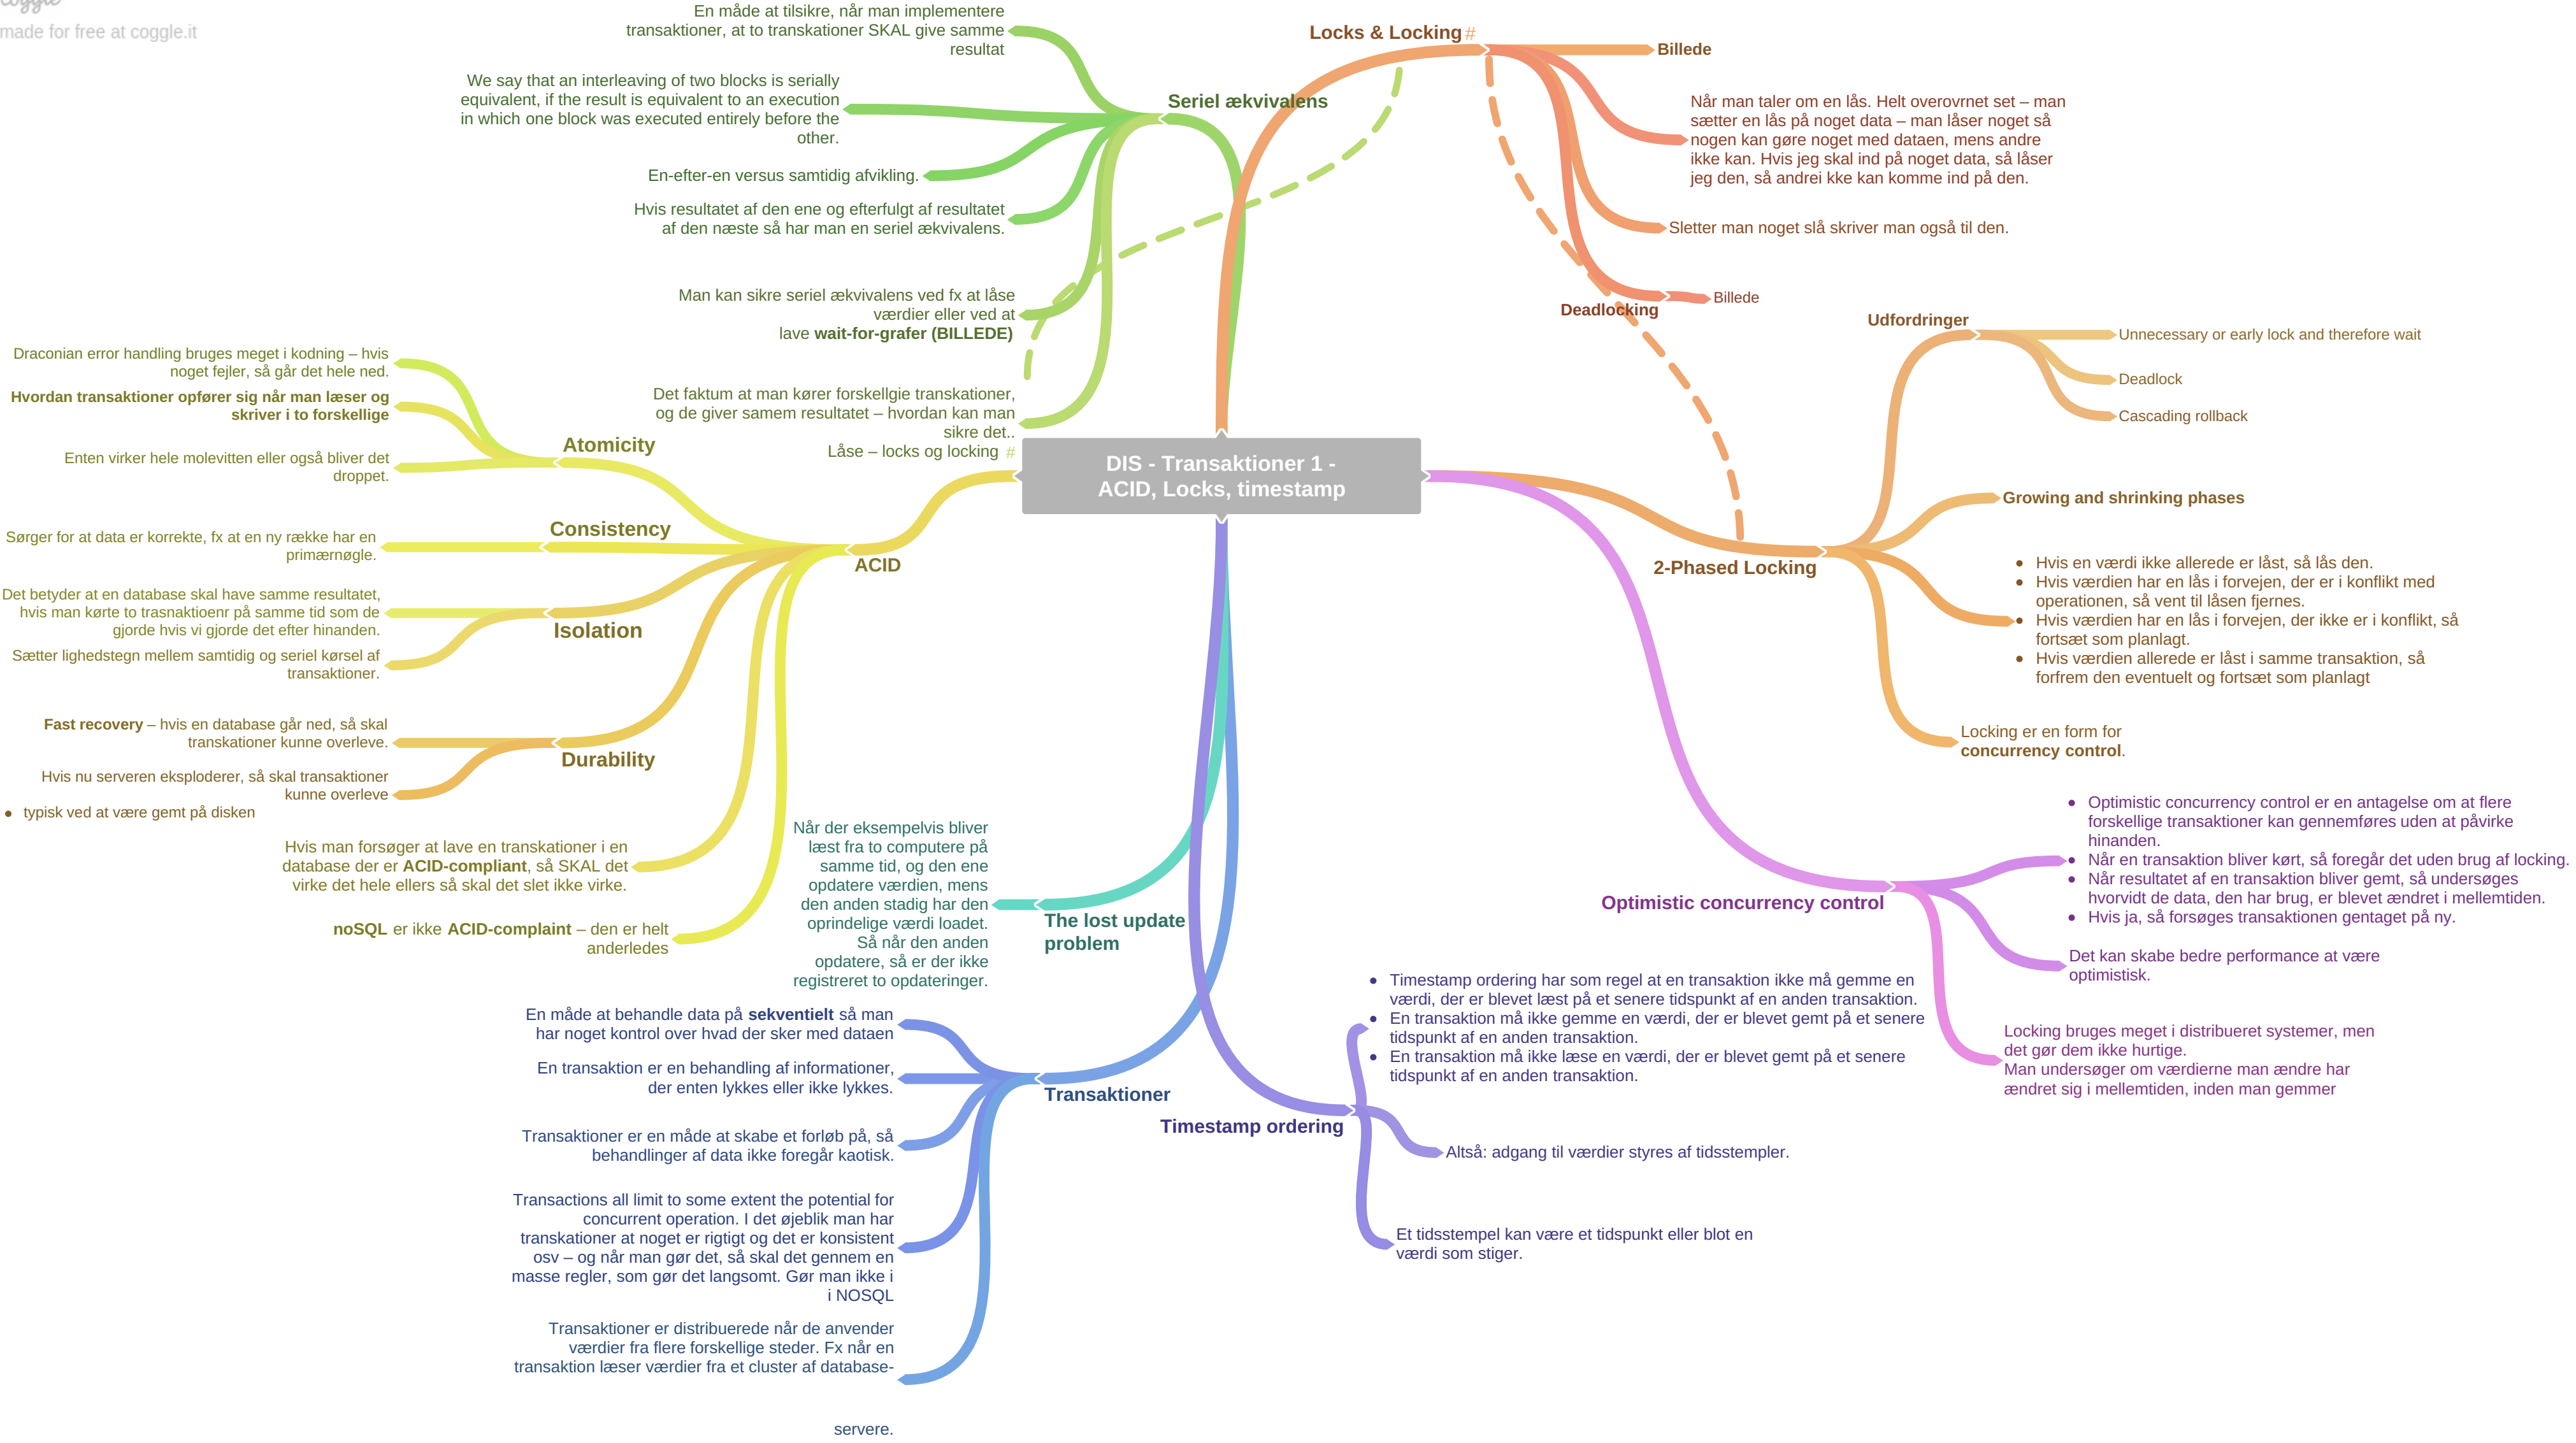 coggle
made for free at coggle.it
DIS - Transaktioner 1 -
ACID, Locks, timestamp
Locks & Locking #
Billede
Når man taler om en lås. Helt overovrnet set – man
sætter en lås på noget data – man låser noget så
nogen kan gøre noget med dataen, mens andre
ikke kan. Hvis jeg skal ind på noget data, så låser
jeg den, så andrei kke kan komme ind på den.
Sletter man noget slå skriver man også til den.
Deadlocking
Billede
2-Phased Locking
Udfordringer
Unnecessary or early lock and therefore wait
Deadlock
Cascading rollback
Growing and shrinking phases
• Hvis en værdi ikke allerede er låst, så lås den.
• Hvis værdien har en lås i forvejen, der er i konflikt med
operationen, så vent til låsen fjernes.
• Hvis værdien har en lås i forvejen, der ikke er i konflikt, så
fortsæt som planlagt.
• Hvis værdien allerede er låst i samme transaktion, så
forfrem den eventuelt og fortsæt som planlagt
Locking er en form for
concurrency control.
Optimistic concurrency control
• Optimistic concurrency control er en antagelse om at flere
forskellige transaktioner kan gennemføres uden at påvirke
hinanden.
• Når en transaktion bliver kørt, så foregår det uden brug af locking.
• Når resultatet af en transaktion bliver gemt, så undersøges
hvorvidt de data, den har brug, er blevet ændret i mellemtiden.
• Hvis ja, så forsøges transaktionen gentaget på ny.
Det kan skabe bedre performance at være
optimistisk.
Locking bruges meget i distribueret systemer, men
det gør dem ikke hurtige.
Man undersøger om værdierne man ændre har
ændret sig i mellemtiden, inden man gemmer
Timestamp ordering
• Timestamp ordering har som regel at en transaktion ikke må gemme en
værdi, der er blevet læst på et senere tidspunkt af en anden transaktion.
• En transaktion må ikke gemme en værdi, der er blevet gemt på et senere
tidspunkt af en anden transaktion.
• En transaktion må ikke læse en værdi, der er blevet gemt på et senere
tidspunkt af en anden transaktion.
Altså: adgang til værdier styres af tidsstempler.
Et tidsstempel kan være et tidspunkt eller blot en
værdi som stiger.
Seriel ækvivalens
En måde at tilsikre, når man implementere
transaktioner, at to transkationer SKAL give samme
resultat
We say that an interleaving of two blocks is serially
equivalent, if the result is equivalent to an execution
in which one block was executed entirely before the
other.
En-efter-en versus samtidig afvikling.
Hvis resultatet af den ene og efterfulgt af resultatet
af den næste så har man en seriel ækvivalens.
Man kan sikre seriel ækvivalens ved fx at låse
værdier eller ved at
lave wait-for-grafer (BILLEDE)
Det faktum at man kører forskellgie transkationer,
og de giver samem resultatet – hvordan kan man
sikre det..
Låse – locks og locking #
ACID
Atomicity
Draconian error handling bruges meget i kodning – hvis
noget fejler, så går det hele ned.
Hvordan transaktioner opfører sig når man læser og
skriver i to forskellige
Enten virker hele molevitten eller også bliver det
droppet.
Consistency
Sørger for at data er korrekte, fx at en ny række har en
primærnøgle.
Isolation
Det betyder at en database skal have samme resultatet,
hvis man kørte to trasnaktioenr på samme tid som de
gjorde hvis vi gjorde det efter hinanden.
Sætter lighedstegn mellem samtidig og seriel kørsel af
transaktioner.
Durability
Fast recovery – hvis en database går ned, så skal
transkationer kunne overleve.
Hvis nu serveren eksploderer, så skal transaktioner
kunne overleve
• typisk ved at være gemt på disken
Hvis man forsøger at lave en transkationer i en
database der er ACID-compliant, så SKAL det
virke det hele ellers så skal det slet ikke virke.
noSQL er ikke ACID-complaint – den er helt
anderledes
The lost update
problem
Når der eksempelvis bliver
læst fra to computere på
samme tid, og den ene
opdatere værdien, mens
den anden stadig har den
oprindelige værdi loadet.
Så når den anden
opdatere, så er der ikke
registreret to opdateringer.
Transaktioner
En måde at behandle data på sekventielt så man
har noget kontrol over hvad der sker med dataen
En transaktion er en behandling af informationer,
der enten lykkes eller ikke lykkes.
Transaktioner er en måde at skabe et forløb på, så
behandlinger af data ikke foregår kaotisk.
Transactions all limit to some extent the potential for
concurrent operation. I det øjeblik man har
transkationer at noget er rigtigt og det er konsistent
osv – og når man gør det, så skal det gennem en
masse regler, som gør det langsomt. Gør man ikke i
i NOSQL
Transaktioner er distribuerede når de anvender
værdier fra flere forskellige steder. Fx når en
transaktion læser værdier fra et cluster af database-
servere.